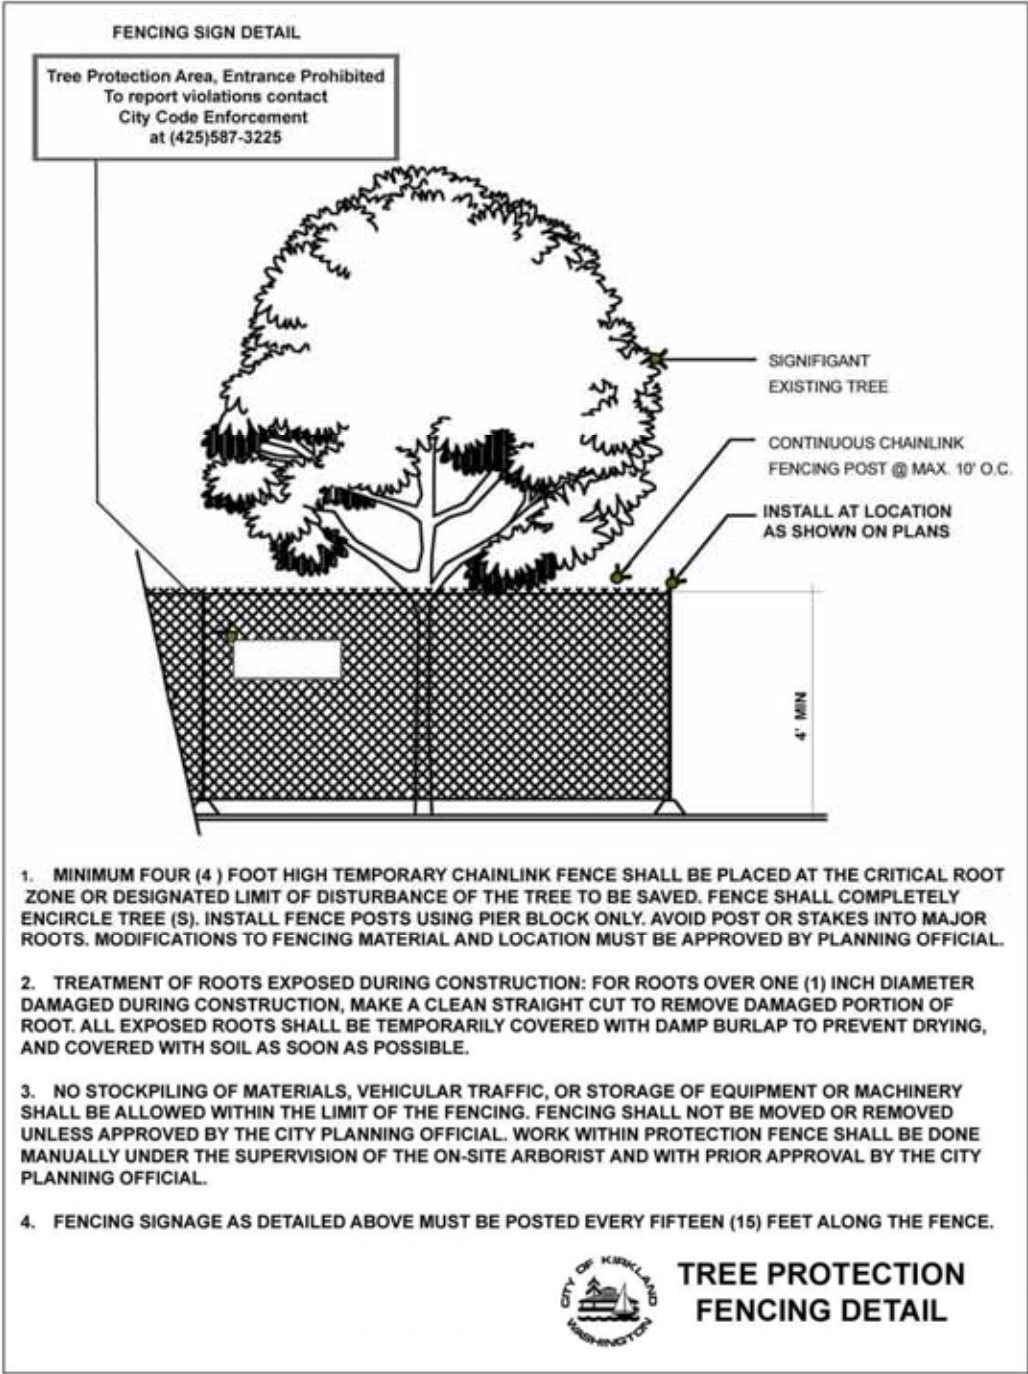 FENCING SIGN DETAIL
Tree Protection Area, Entrance Prohibited
To report violations contact
City Code Enforcement
at (425)587-3225
SIGNIFIGANT
EXISTING TREE
CONTINUOUS CHAINLINK
FENCING POST @ MAX. 10' O.C.
INSTALL AT LOCATION
AS SHOWN ON PLANS
4' MIN
1. MINIMUM FOUR (4 ) FOOT HIGH TEMPORARY CHAINLINK FENCE SHALL BE PLACED AT THE CRITICAL ROOT
ZONE OR DESIGNATED LIMIT OF DISTURBANCE OF THE TREE TO BE SAVED. FENCE SHALL COMPLETELY
ENCIRCLE TREE (S). INSTALL FENCE POSTS USING PIER BLOCK ONLY. AVOID POST OR STAKES INTO MAJOR
ROOTS. MODIFICATIONS TO FENCING MATERIAL AND LOCATION MUST BE APPROVED BY PLANNING OFFICIAL.
2. TREATMENT OF ROOTS EXPOSED DURING CONSTRUCTION: FOR ROOTS OVER ONE (1) INCH DIAMETER
DAMAGED DURING CONSTRUCTION, MAKE A CLEAN STRAIGHT CUT TO REMOVE DAMAGED PORTION OF
ROOT. ALL EXPOSED ROOTS SHALL BE TEMPORARILY COVERED WITH DAMP BURLAP TO PREVENT DRYING,
AND COVERED WITH SOIL AS SOON AS POSSIBLE.
3. NO STOCKPILING OF MATERIALS, VEHICULAR TRAFFIC, OR STORAGE OF EQUIPMENT OR MACHINERY
SHALL BE ALLOWED WITHIN THE LIMIT OF THE FENCING. FENCING SHALL NOT BE MOVED OR REMOVED
UNLESS APPROVED BY THE CITY PLANNING OFFICIAL. WORK WITHIN PROTECTION FENCE SHALL BE DONE
MANUALLY UNDER THE SUPERVISION OF THE ON-SITE ARBORIST AND WITH PRIOR APPROVAL BY THE CITY
PLANNING OFFICIAL.
4. FENCING SIGNAGE AS DETAILED ABOVE MUST BE POSTED EVERY FIFTEEN (15) FEET ALONG THE FENCE.
CITY OF KIRKLAND
WASHINGTON
TREE PROTECTION
FENCING DETAIL